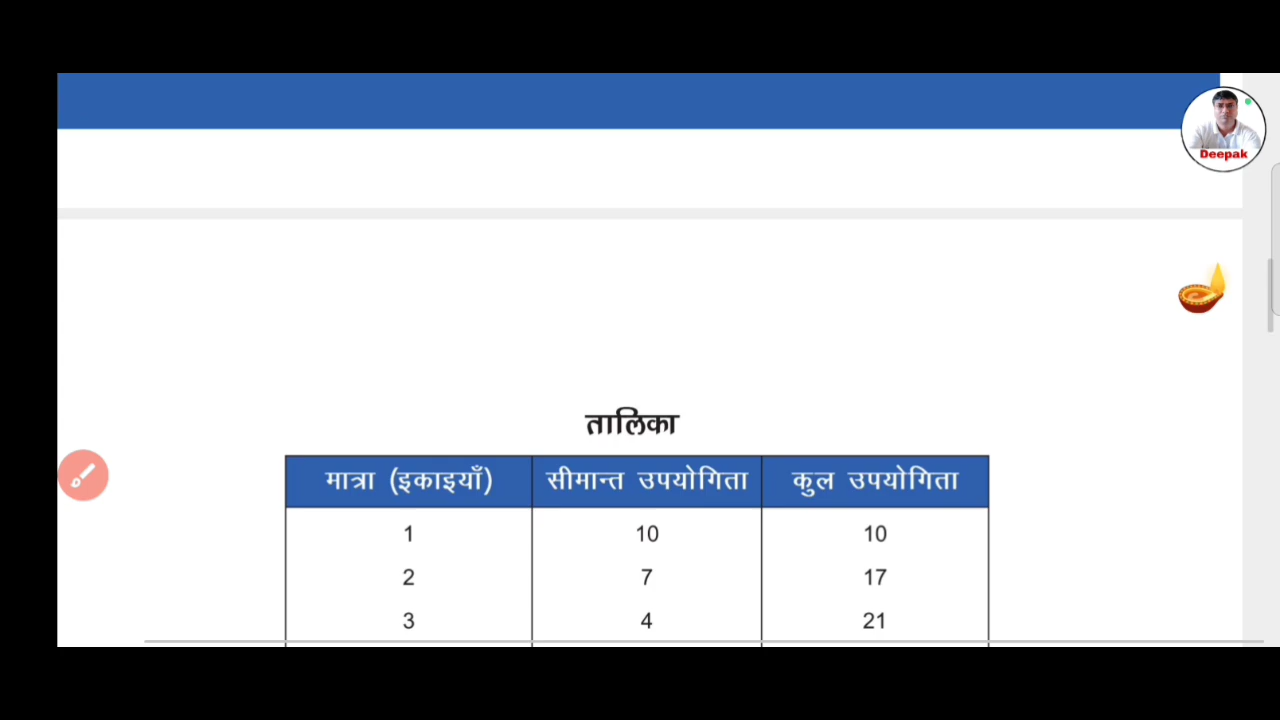 Deepak
तालिका
मात्रा (इकाइयाँ) सीमान्त उपयोगिता कुल उपयोगिता
1 10 10
2 7 17
3 4 21